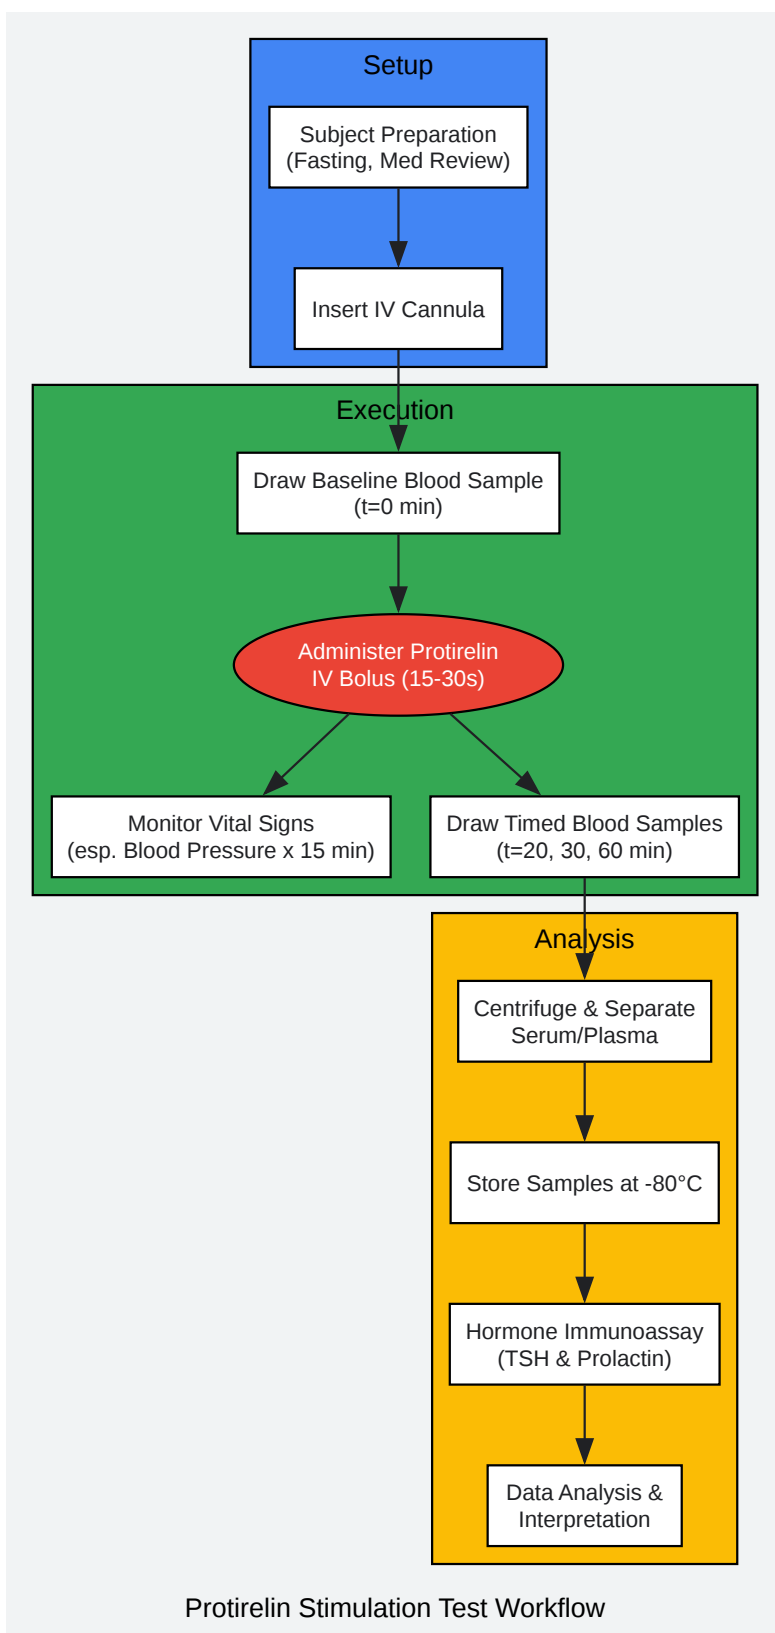 Setup
Subject Preparation
(Fasting, Med Review)
Insert IV Cannula
Execution
Draw Baseline Blood Sample
(t=0 min)
Administer Protirelin
IV Bolus (15-30s)
Monitor Vital Signs
(esp. Blood Pressure x 15 min)
Draw Timed Blood Samples
(t=20, 30, 60 min)
Analysis
Centrifuge & Separate
Serum/Plasma
Store Samples at -80°C
Hormone Immunoassay
(TSH & Prolactin)
Data Analysis &
Interpretation
Protirelin Stimulation Test Workflow